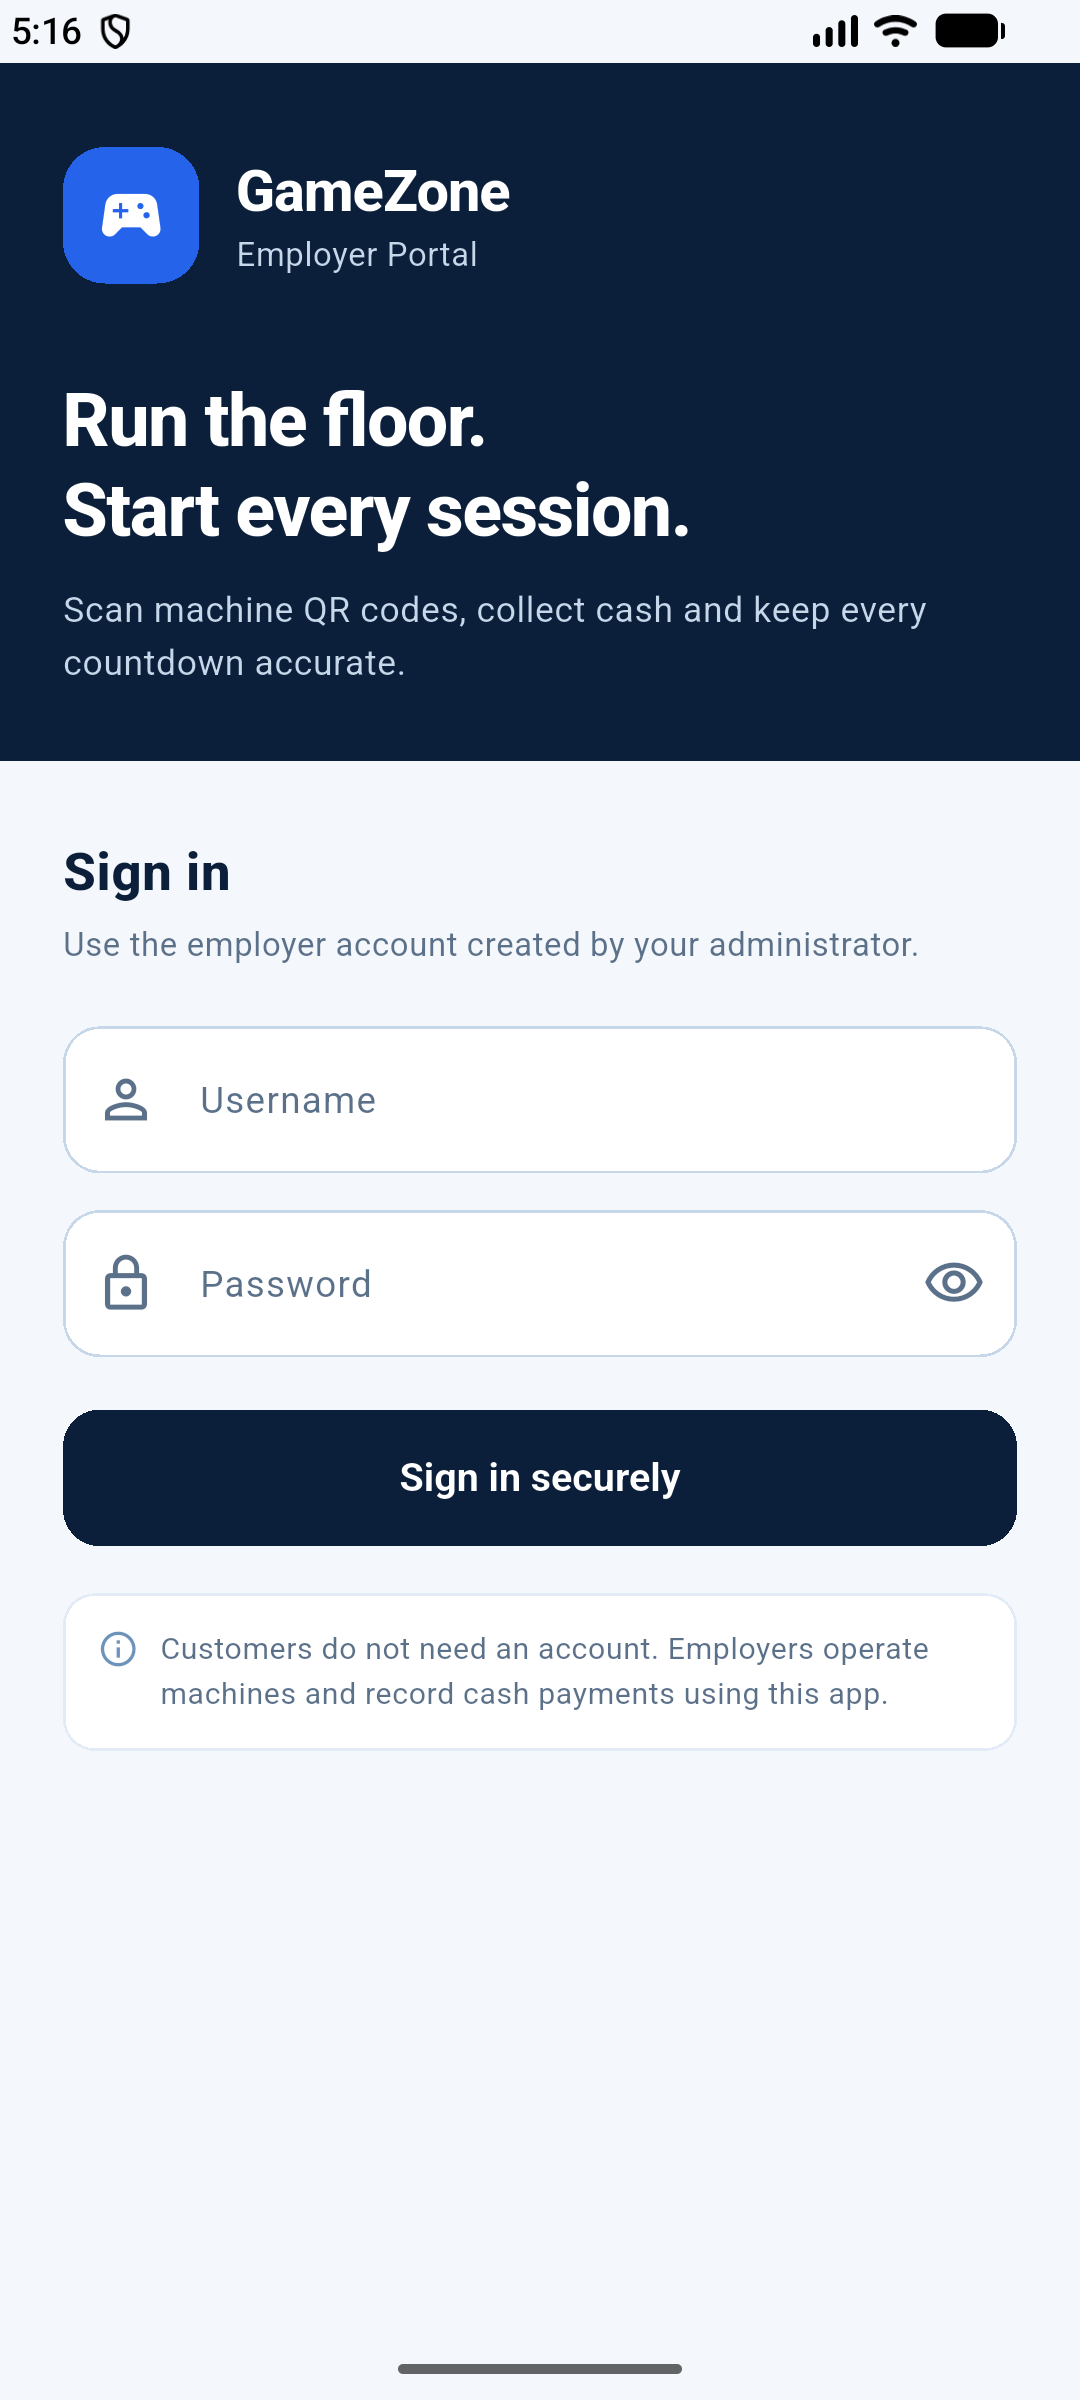 5:16
GameZone
Employer Portal
Run the floor.
Start every session.
Scan machine QR codes, collect cash and keep every
countdown accurate.
Sign in
Use the employer account created by your administrator.
Username
Password
Sign in securely
Customers do not need an account. Employers operate
machines and record cash payments using this app.